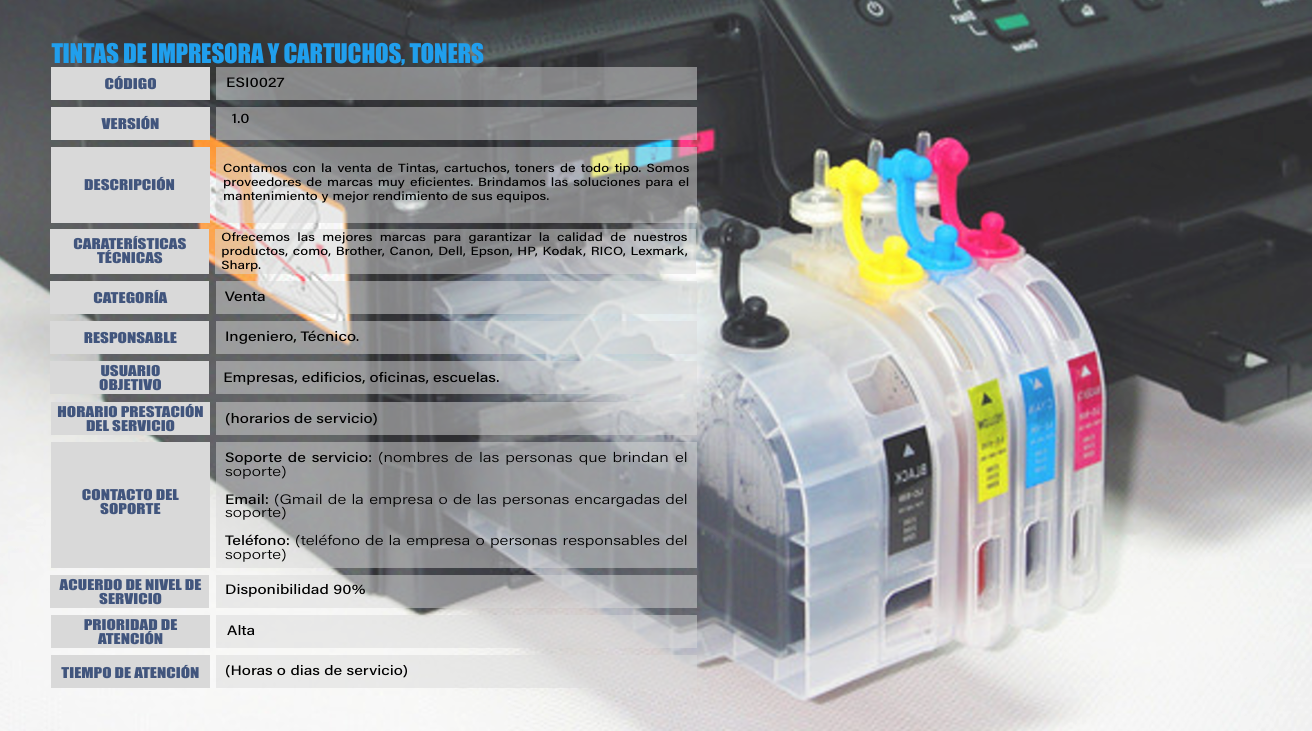 TINTAS DE IMPRESORA Y CARTUCHOS, TONERS
CÓDIGO
ESI0027
VERSIÓN
1.0
DESCRIPCIÓN
Contamos con la venta de Tintas, cartuchos, toners de todo tipo. Somos
proveedores de marcas muy eficientes. Brindamos las soluciones para el
mantenimiento y mejor rendimiento de sus equipos.
CARATERÍSTICAS
TÉCNICAS
Ofrecemos las mejores marcas para garantizar la calidad de nuestros
productos, como, Brother, Canon, Dell, Epson, HP, Kodak, RICO, Lexmark,
Sharp.
CATEGORÍA
Venta
RESPONSABLE
Ingeniero, Técnico.
USUARIO
OBJETIVO
Empresas, edificios, oficinas, escuelas.
HORARIO PRESTACIÓN
DEL SERVICIO
(horarios de servicio)
CONTACTO DEL
SOPORTE
Soporte de servicio: (nombres de las personas que brindan el
soporte)
Email: (Gmail de la empresa o de las personas encargadas del
soporte)
Teléfono: (teléfono de la empresa o personas responsables del
soporte)
ACUERDO DE NIVEL DE
SERVICIO
Disponibilidad 90%
PRIORIDAD DE
ATENCIÓN
Alta
TIEMPO DE ATENCIÓN
(Horas o dias de servicio)
BLACK